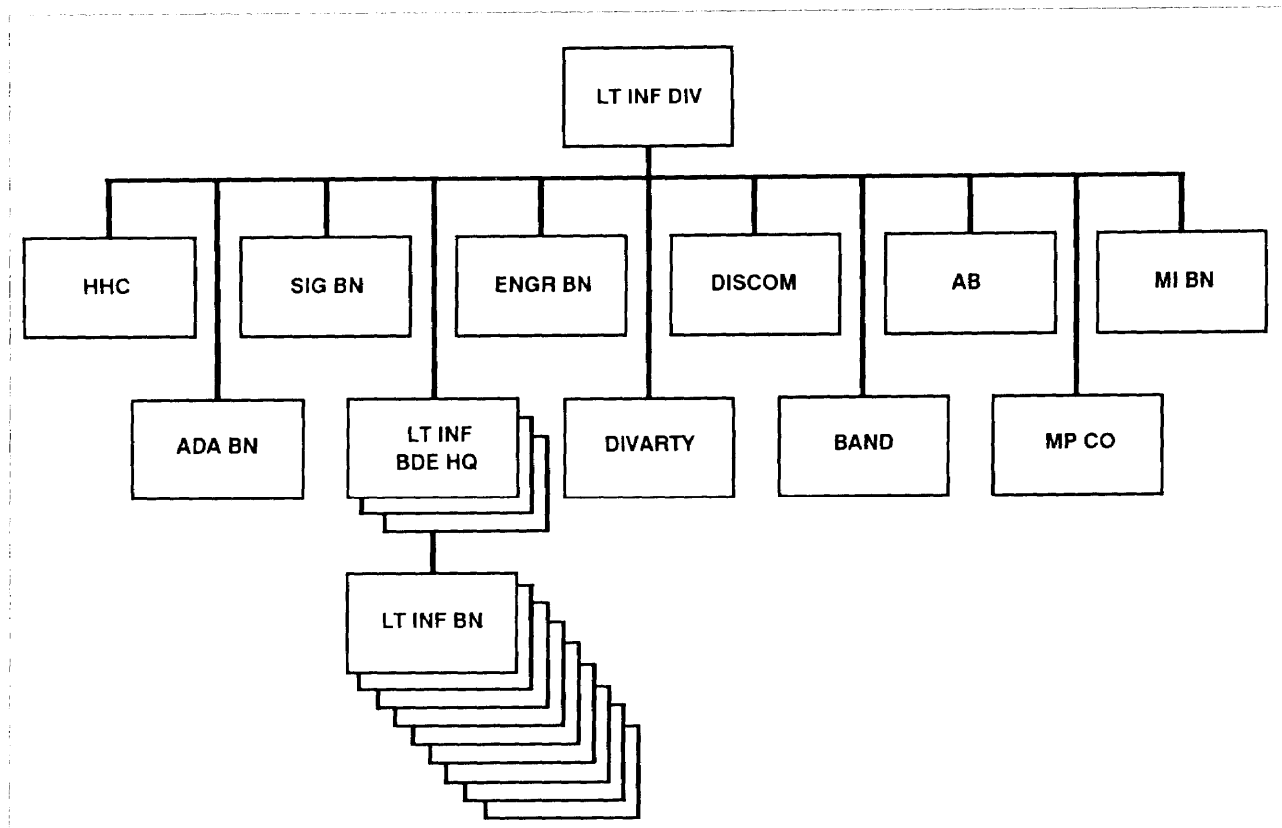 LT INF DIV
HHC
SIG BN
ENGR BN
DISCOM
AB
MI BN
ADA BN
LT INF
BDE HQ
DIVARTY
BAND
MP CO
LT INF BN